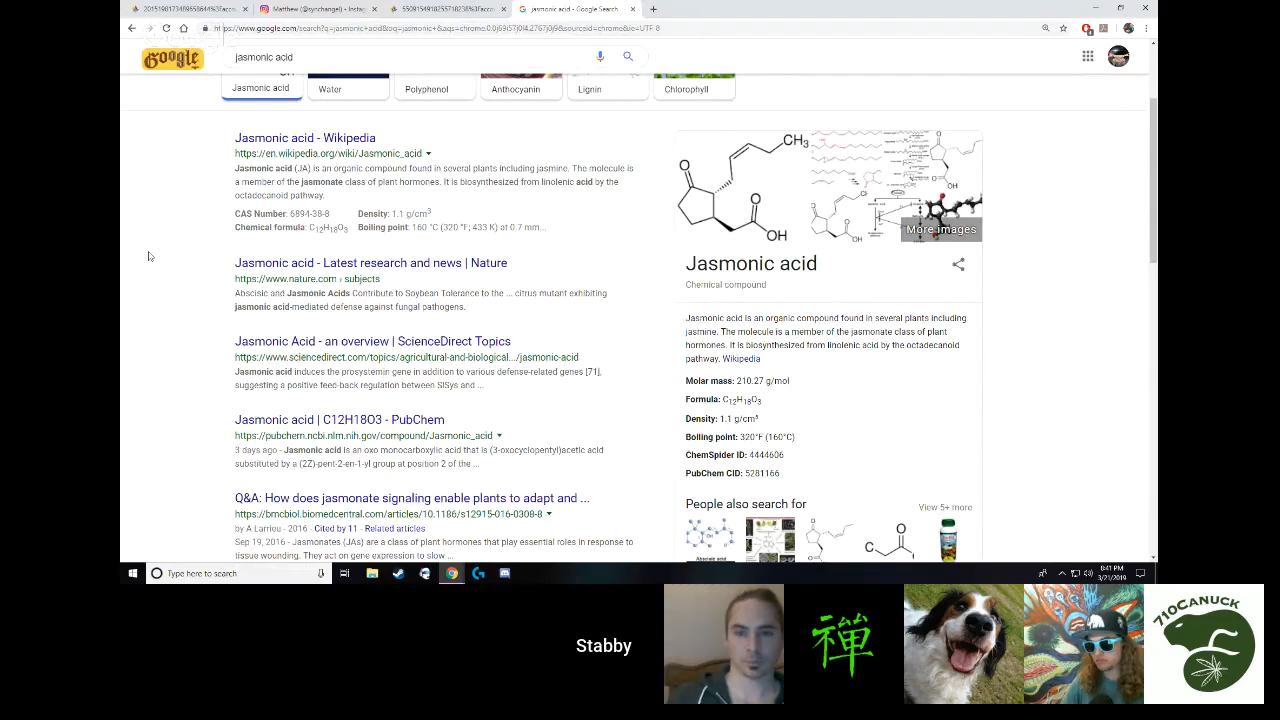 Matthew (@synchange) • Insta
jasmonic acid - Google Search
Google
jasmonic acid
Jasmonic acid
Water
Polyphenol
Anthocyanin
Lignin
Chlorophyll
Jasmonic acid - Wikipedia
https://en.wikipedia.org/wiki/Jasmonic_acid
Jasmonic acid (JA) is an organic compound found in several plants including jasmine. The molecule is
a member of the jasmonate class of plant hormones. It is biosynthesized from linolenic acid by the
octadecanoid pathway.
CAS Number: 6894-38-8 Density: 1.1 g/cm³
Chemical formula: C₁₂H₁₈O₃ Boiling point: 160 °C (320 °F; 433 K) at 0.7 mm...
Jasmonic acid - Latest research and news | Nature
https://www.nature.com › subjects
Abscisic and Jasmonic Acids Contribute to Soybean Tolerance to the ... citrus mutant exhibiting
jasmonic acid-mediated defense against fungal pathogens.
Jasmonic Acid - an overview | ScienceDirect Topics
https://www.sciencedirect.com/topics/agricultural-and-biological.../jasmonic-acid
Jasmonic acid induces the prosystemin gene in addition to various defense-related genes [71],
suggesting a positive feed-back regulation between SISys and ...
Jasmonic acid | C12H18O3 - PubChem
https://pubchem.ncbi.nlm.nih.gov/compound/Jasmonic_acid
3 days ago - Jasmonic acid is an oxo monocarboxylic acid that is (3-oxocyclopentyl)acetic acid
substituted by a (2Z)-pent-2-en-1-yl group at position 2 of the ...
Q&A: How does jasmonate signaling enable plants to adapt and ...
https://bmcbiol.biomedcentral.com/articles/10.1186/s12915-016-0308-8
by A Larrieu - 2016 - Cited by 11 - Related articles
Sep 19, 2016 - Jasmonates (JAs) are a class of plant hormones that play essential roles in response to
tissue wounding. They act on gene expression to slow ...
CH₃
O
O
OH
More images
Jasmonic acid
Chemical compound
Jasmonic acid is an organic compound found in several plants including
jasmine. The molecule is a member of the jasmonate class of plant
hormones. It is biosynthesized from linolenic acid by the octadecanoid
pathway. Wikipedia
Molar mass: 210.27 g/mol
Formula: C₁₂H₁₈O₃
Density: 1.1 g/cm³
Boiling point: 320°F (160°C)
ChemSpider ID: 4444606
PubChem CID: 5281166
People also search for
View 5+ more
Type here to search
8:41 PM
3/21/2019
Stabby
禪
710CANUCK